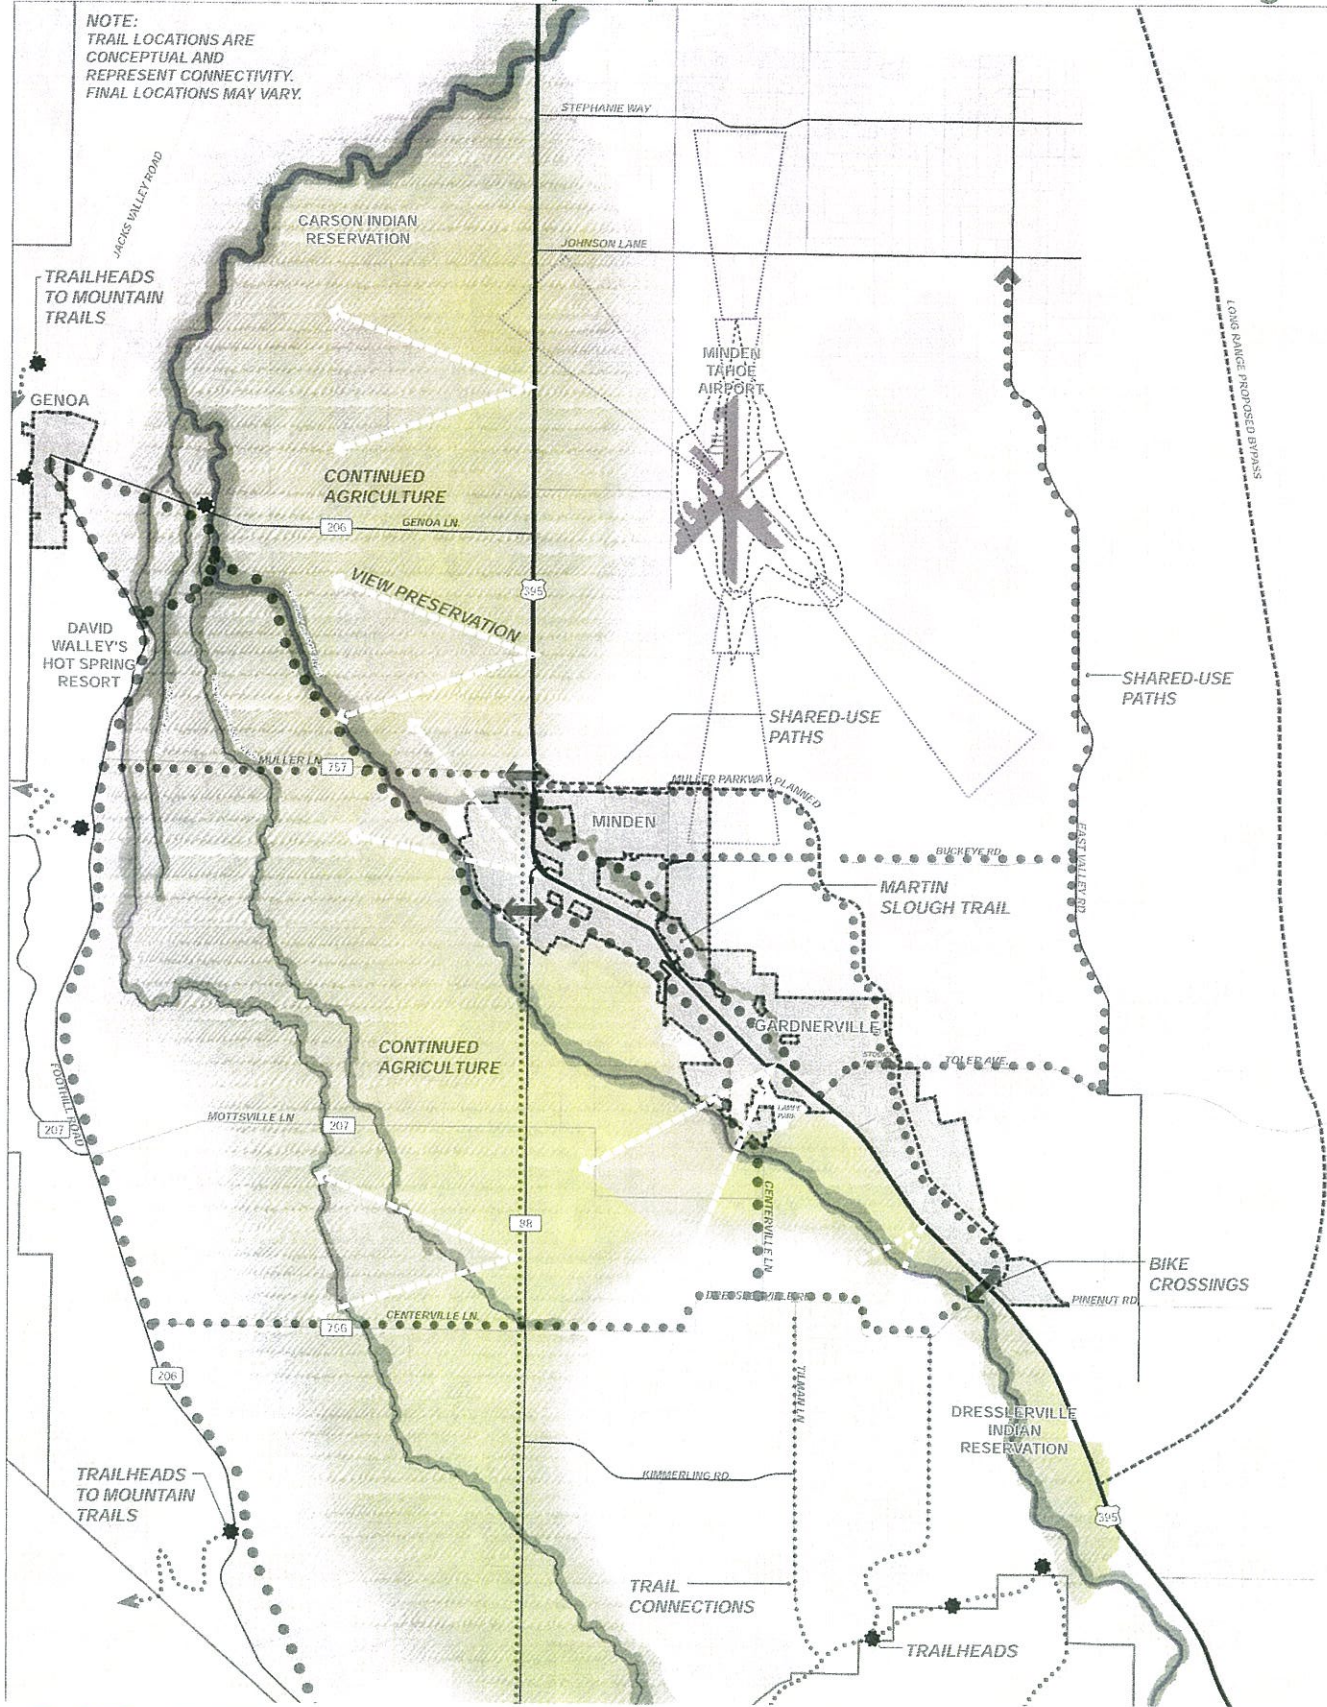 NOTE:
TRAIL LOCATIONS ARE
CONCEPTUAL AND
REPRESENT CONNECTIVITY.
FINAL LOCATIONS MAY VARY.
STEPHANIE WAY
JACKS VALLEY ROAD
CARSON INDIAN
RESERVATION
JOHNSON LANE
TRAILHEADS
TO MOUNTAIN
TRAILS
LONG RANGE PROPOSED BYPASS
MINDEN
TAHOE
AIRPORT
GENOA
CONTINUED
AGRICULTURE
206
GENOA LN.
395
VIEW PRESERVATION
DAVID
WALLEY'S
HOT SPRING
RESORT
SHARED-USE
PATHS
SHARED-USE
PATHS
MULLER LN
757
MULLER PARKWAY PLANNED
MINDEN
BUCKEYE RD.
EAST VALLEY RD
MARTIN
SLOUGH TRAIL
GARDNERVILLE
CONTINUED
AGRICULTURE
TOLER AVE.
FOOTHILL ROAD
LAMPE
PARK
MOTTSVILLE LN
207
207
CENTERVILLE LN
88
BIKE
CROSSINGS
PINENUT RD.
756
CENTERVILLE LN.
206
TILMAN LN
DRESSLERVILLE
INDIAN
RESERVATION
KIMMERLING RD.
TRAILHEADS
TO MOUNTAIN
TRAILS
395
TRAIL
CONNECTIONS
TRAILHEADS